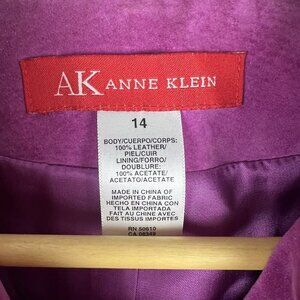 AK ANNE KLEIN
14
BODY/CUERPO/CORPS:
100% LEATHER/
PIEL/CUIR
LINING/FORRO/
DOUBLURE:
100% ACETATE/
ACETATO/ACETATE
MADE IN CHINA OF
IMPORTED FABRIC
HECHO EN CHINA CON
TELA IMPORTADA
FAIT AU CHINE AVEC
DES TISSUS IMPORTES
RN 50610
CA 08349